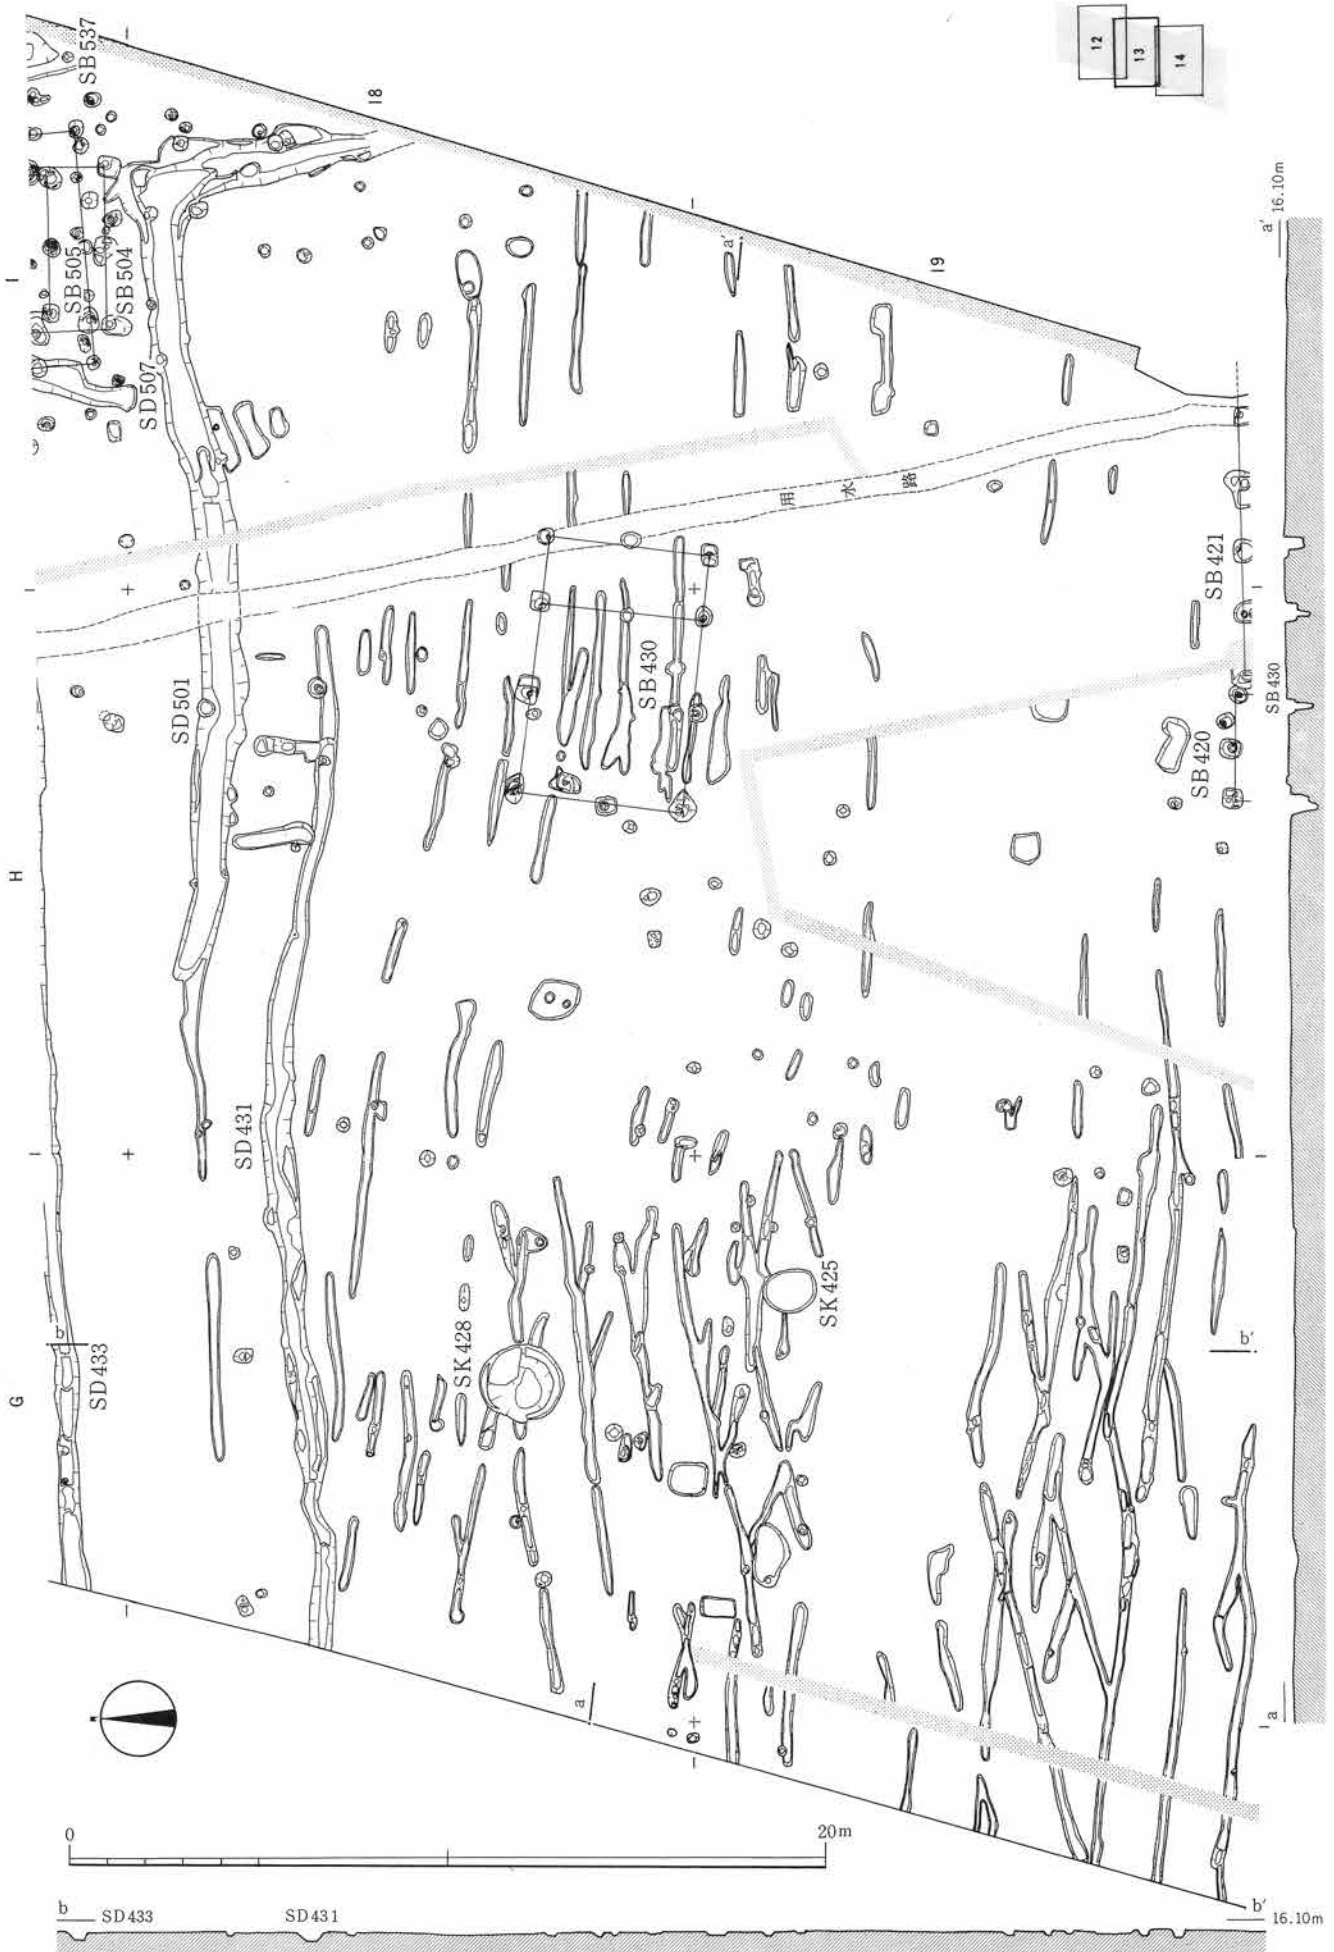 12
13
14
SB537
18
I
SB505
SB504
SD507
16.10m
a'
a'
19
用水路
SB421
SB430
SB430
SD501
SB420
H
SD431
b
SD433
SK428
SK425
b'
G
a
a
0
20m
b
SD433
SD431
b'
16.10m